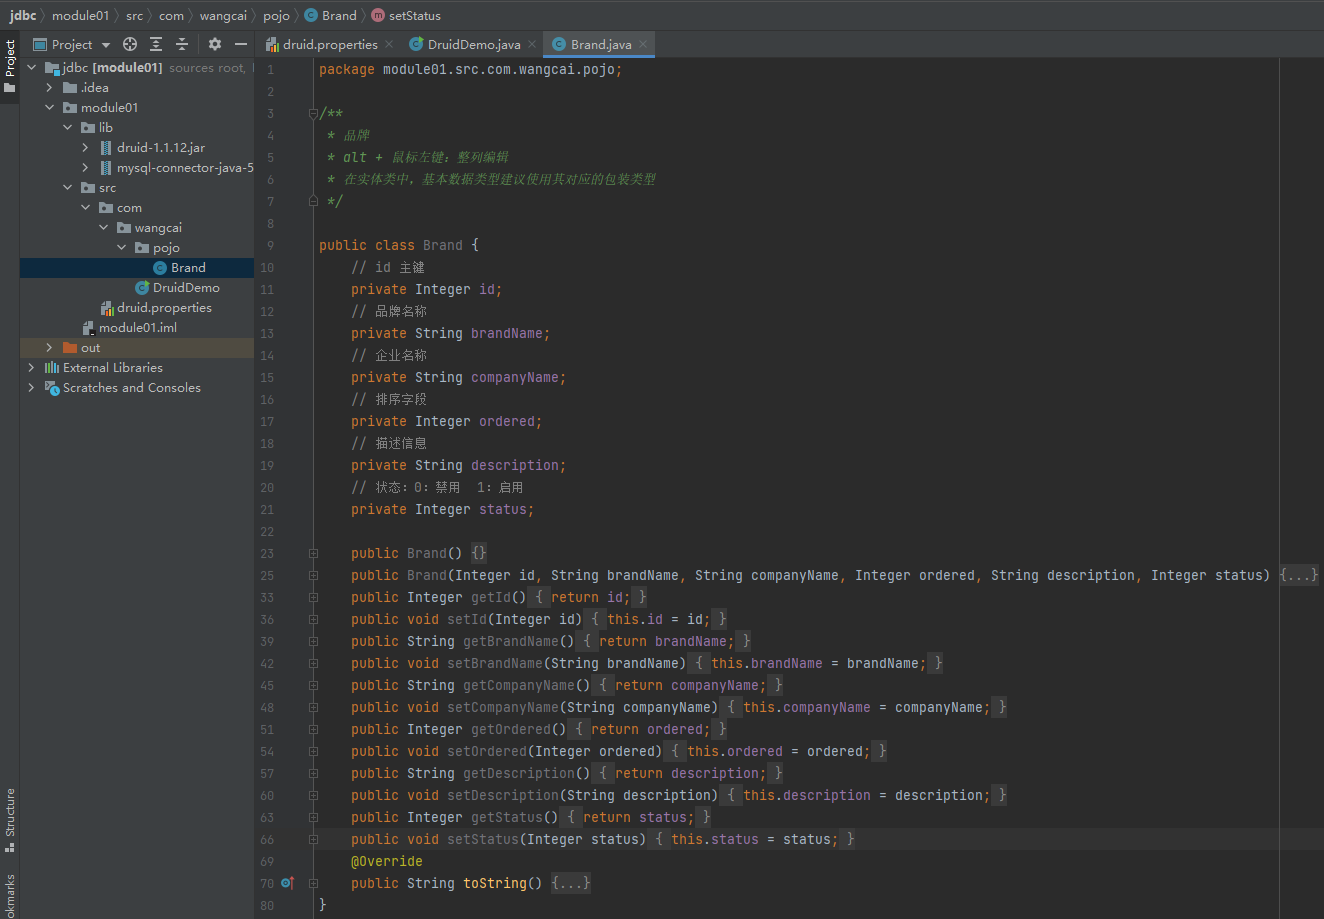 jdbc module01 src com wangcai pojo Brand setStatus
Project
Project
druid.properties DruidDemo.java Brand.java
jdbc [module01] sources root,
.idea
module01
lib
druid-1.1.12.jar
mysql-connector-java-5
src
com
wangcai
pojo
Brand
DruidDemo
druid.properties
module01.iml
out
External Libraries
Scratches and Consoles
Structure
okmarks
1 package module01.src.com.wangcai.pojo;
2
3 /**
4 * 品牌
5 * alt + 鼠标左键：整列编辑
6 * 在实体类中，基本数据类型建议使用其对应的包装类型
7 */
8
9 public class Brand {
10 // id 主键
11 private Integer id;
12 // 品牌名称
13 private String brandName;
14 // 企业名称
15 private String companyName;
16 // 排序字段
17 private Integer ordered;
18 // 描述信息
19 private String description;
20 // 状态：0：禁用 1：启用
21 private Integer status;
22
23 public Brand() {}
25 public Brand(Integer id, String brandName, String companyName, Integer ordered, String description, Integer status) {...}
33 public Integer getId() { return id; }
36 public void setId(Integer id) { this.id = id; }
39 public String getBrandName() { return brandName; }
42 public void setBrandName(String brandName) { this.brandName = brandName; }
45 public String getCompanyName() { return companyName; }
48 public void setCompanyName(String companyName) { this.companyName = companyName; }
51 public Integer getOrdered() { return ordered; }
54 public void setOrdered(Integer ordered) { this.ordered = ordered; }
57 public String getDescription() { return description; }
60 public void setDescription(String description) { this.description = description; }
63 public Integer getStatus() { return status; }
66 public void setStatus(Integer status) { this.status = status; }
69 @Override
70 public String toString() {...}
80 }